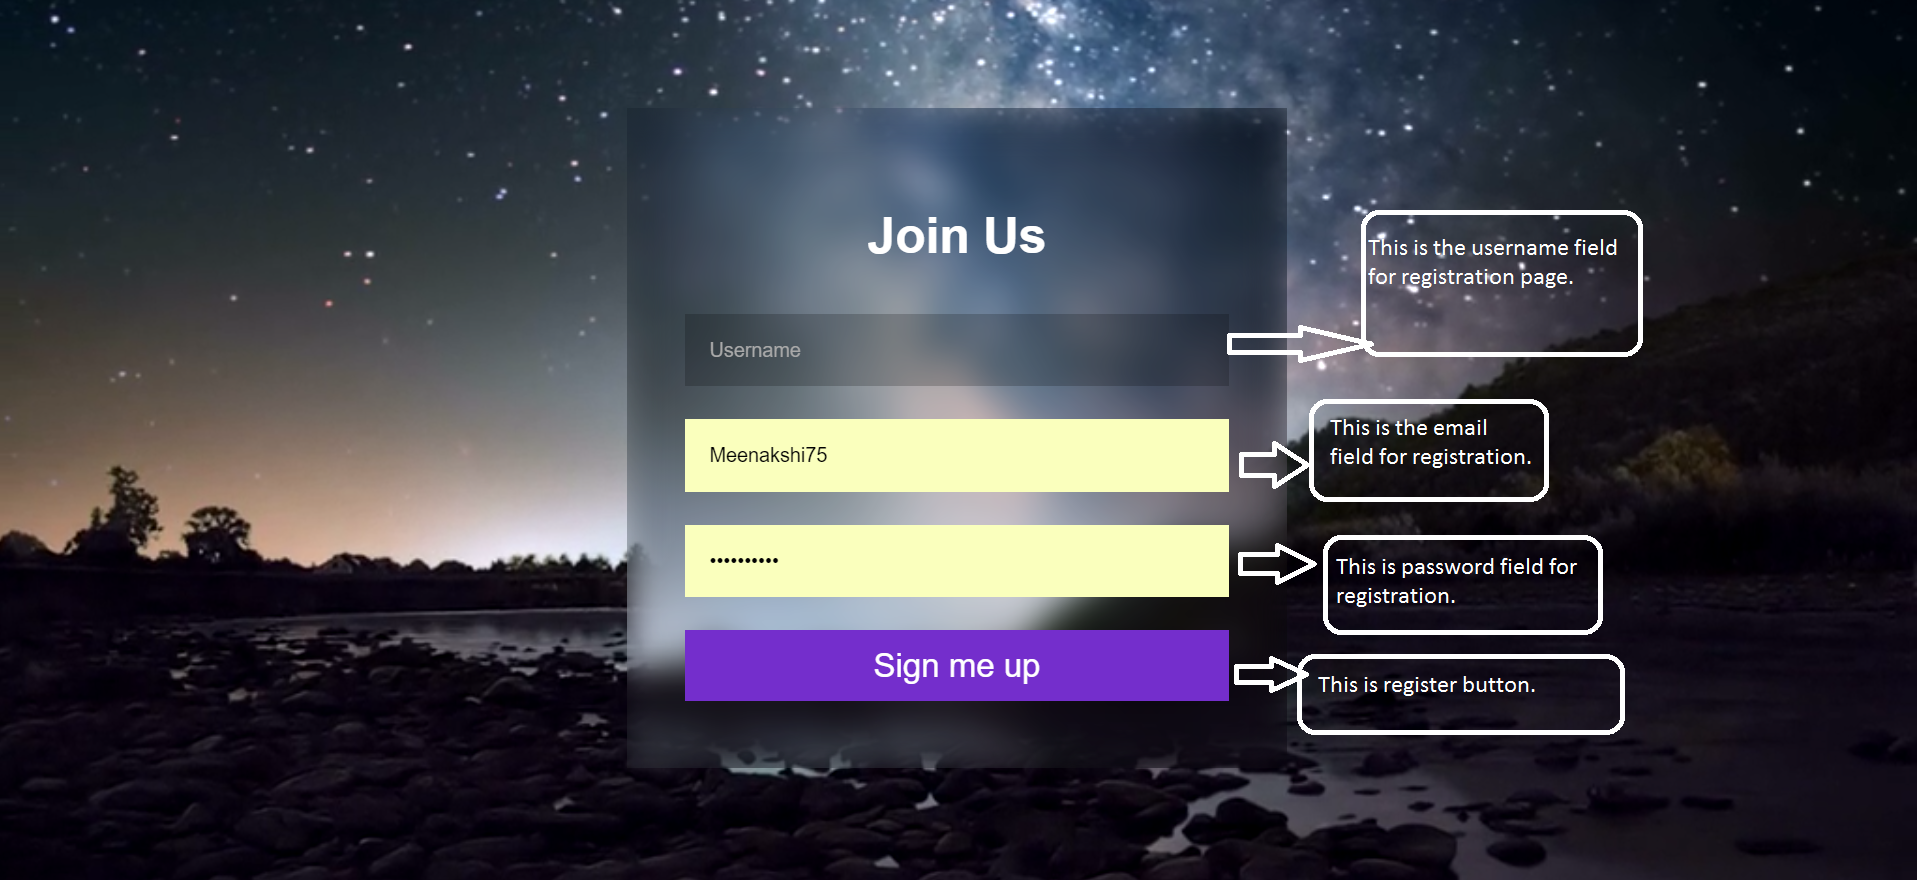 Join Us
Username
This is the username field
for registration page.
Meenakshi75
This is the email
field for registration.
••••••••••
This is password field for
registration.
Sign me up
This is register button.